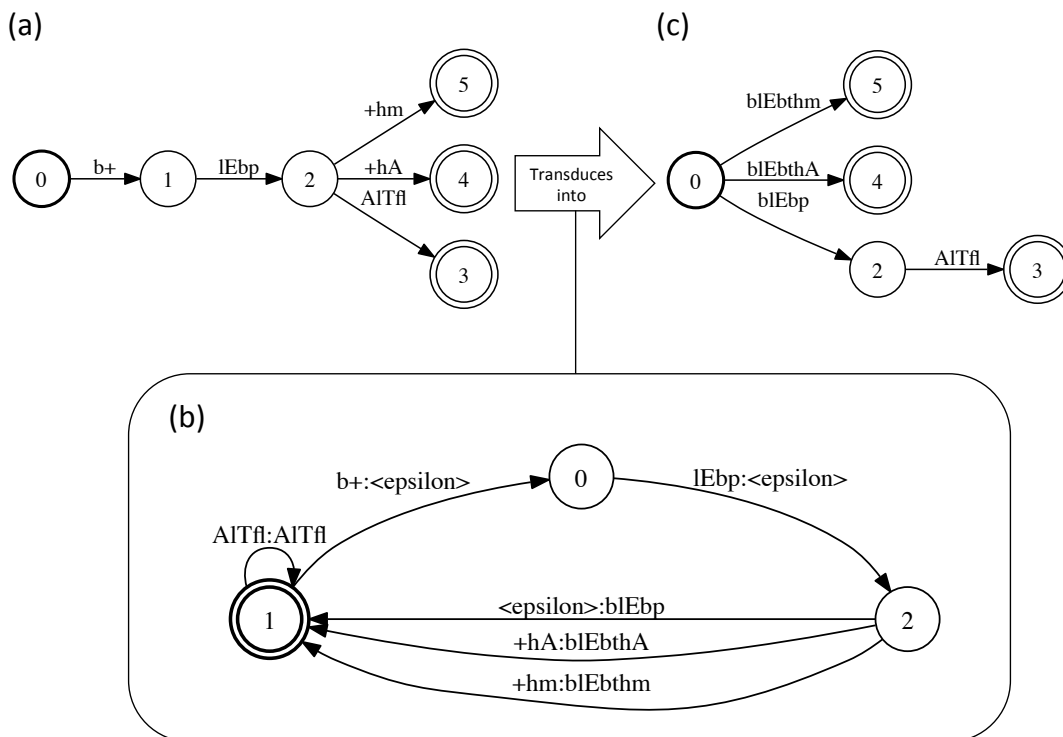 (a)
(c)
5
+hm
0
b+
1
lEbp
2
+hA
4
AlTfl
3
Transduces
into
blEbthm
5
0
blEbthA
4
blEbp
2
AlTfl
3
(b)
b+:<epsilon>
0
lEbp:<epsilon>
AlTfl:AlTfl
1
<epsilon>:blEbp
2
+hA:blEbthA
+hm:blEbthm